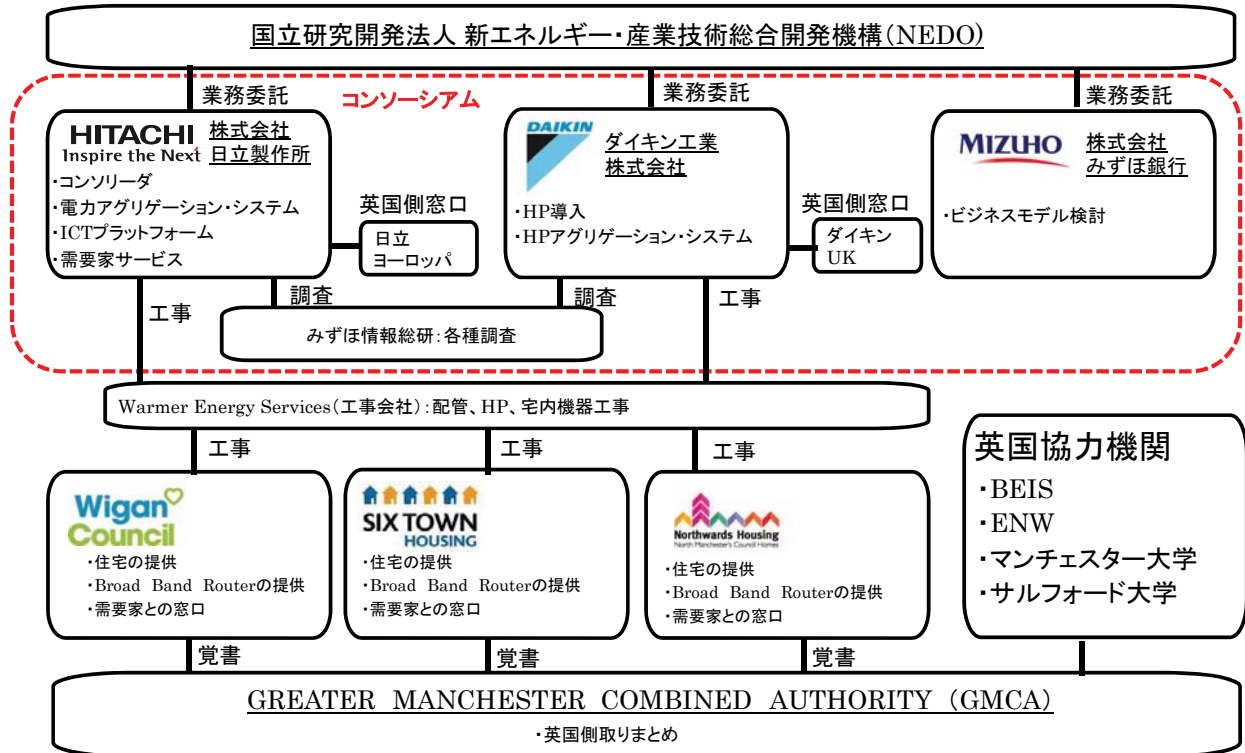 国立研究開発法人 新エネルギー・産業技術総合開発機構(NEDO)
業務委託
コンソーシアム
業務委託
業務委託
HITACHI
Inspire the Next
株式会社
日立製作所
・コンソリーダ
・電力アグリゲーション・システム
・ICTプラットフォーム
・需要家サービス
英国側窓口
日立
ヨーロッパ
DAIKIN
ダイキン工業
株式会社
・HP導入
・HPアグリゲーション・システム
英国側窓口
ダイキン
UK
MIZUHO
株式会社
みずほ銀行
・ビジネスモデル検討
工事
調査
調査
工事
みずほ情報総研:各種調査
Warmer Energy Services(工事会社):配管、HP、宅内機器工事
工事
工事
工事
Wigan
Council
・住宅の提供
・Broad Band Routerの提供
・需要家との窓口
SIX TOWN
HOUSING
・住宅の提供
・Broad Band Routerの提供
・需要家との窓口
Northwards Housing
North Manchester's Council Homes
・住宅の提供
・Broad Band Routerの提供
・需要家との窓口
英国協力機関
・BEIS
・ENW
・マンチェスター大学
・サルフォード大学
覚書
覚書
覚書
GREATER MANCHESTER COMBINED AUTHORITY (GMCA)
・英国側取りまとめ